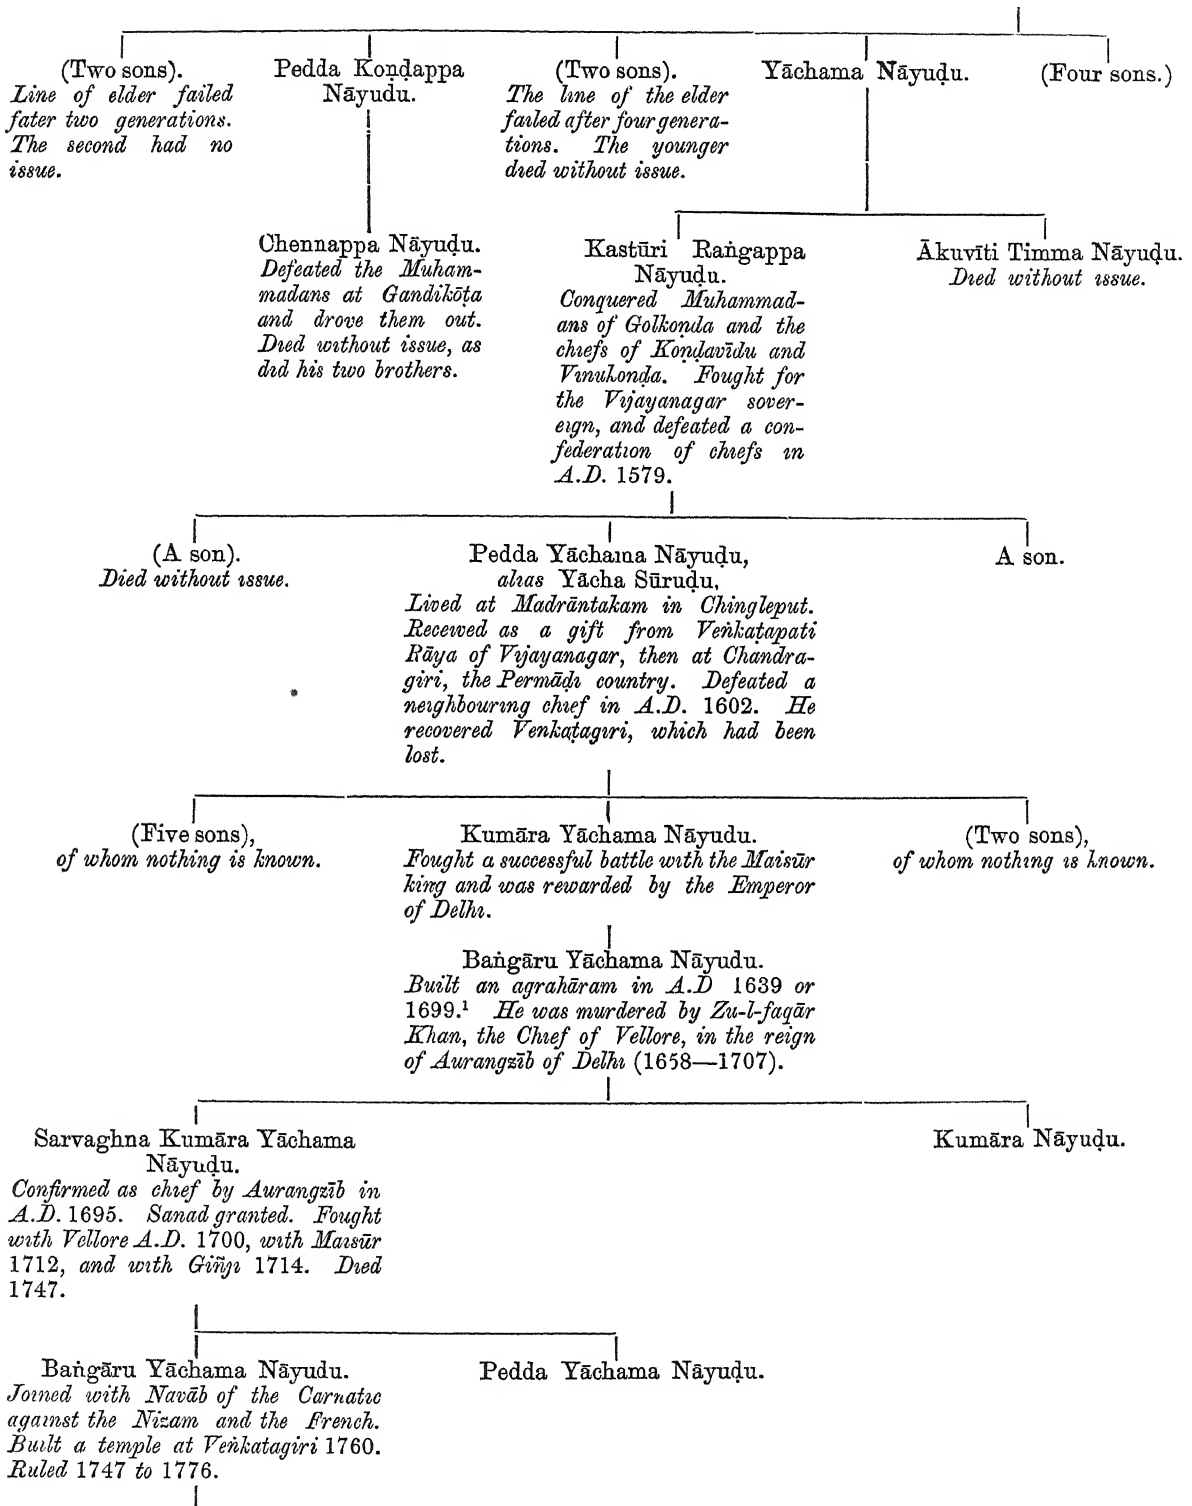 (Two sons).
Line of elder failed
fater two generations.
The second had no
issue.
Pedda Koṇḍappa
Nāyudu.
(Two sons).
The line of the elder
failed after four genera-
tions. The younger
died without issue.
Yāchama Nāyuḍu.
(Four sons.)
Chennappa Nāyuḍu.
Defeated the Muham-
madans at Gandikōṭa
and drove them out.
Died without issue, as
did his two brothers.
Kastūri Raṅgappa
Nāyuḍu.
Conquered Muhammad-
ans of Golkoṇḍa and the
chiefs of Koṇḍavīḍu and
Vinukonḍa. Fought for
the Vijayanagar sover-
eign, and defeated a con-
federation of chiefs in
A.D. 1579.
Ākuvīti Timma Nāyuḍu.
Died without issue.
(A son).
Died without issue.
Pedda Yāchama Nāyuḍu,
alias Yācha Sūruḍu,
Lived at Madrāntakam in Chingleput.
Received as a gift from Veṅkaṭapati
Rāya of Vijayanagar, then at Chandra-
giri, the Permāḍi country. Defeated a
neighbouring chief in A.D. 1602. He
recovered Venkaṭagiri, which had been
lost.
A son.
(Five sons),
of whom nothing is known.
Kumāra Yāchama Nāyuḍu.
Fought a successful battle with the Maisūr
king and was rewarded by the Emperor
of Delhi.
(Two sons),
of whom nothing is known.
Baṅgāru Yāchama Nāyudu.
Built an agrahāram in A.D 1639 or
1699.¹ He was murdered by Zu-l-faqār
Khan, the Chief of Vellore, in the reign
of Aurangzīb of Delhi (1658—1707).
Sarvaghna Kumāra Yāchama
Nāyuḍu.
Confirmed as chief by Aurangzīb in
A.D. 1695. Sanad granted. Fought
with Vellore A.D. 1700, with Maisūr
1712, and with Giñji 1714. Died
1747.
Kumāra Nāyuḍu.
Baṅgāru Yāchama Nāyudu.
Joined with Navāb of the Carnatic
against the Nizam and the French.
Built a temple at Veṅkatagiri 1760.
Ruled 1747 to 1776.
Pedda Yāchama Nāyuḍu.